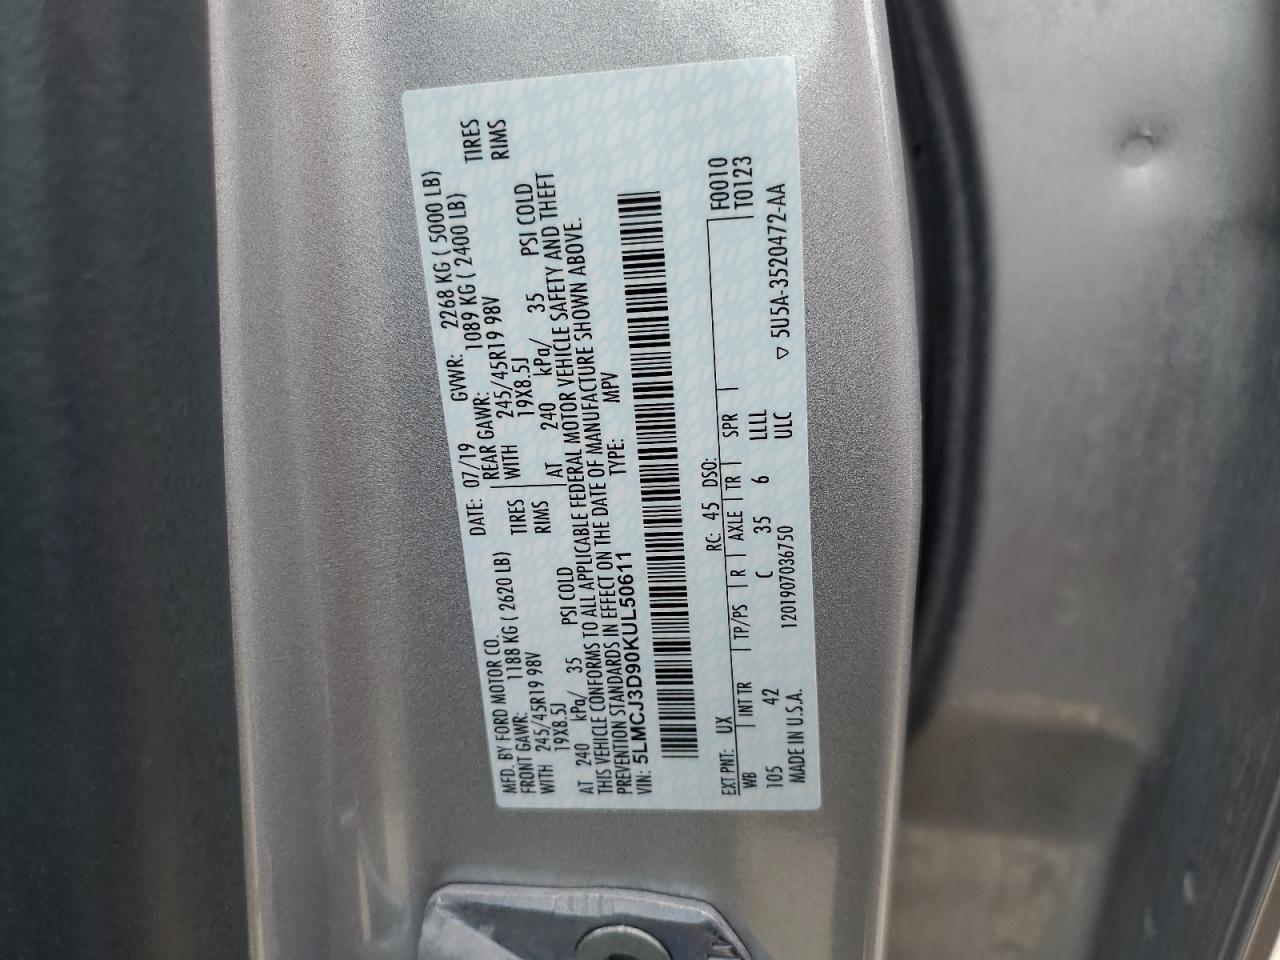 MFD. BY FORD MOTOR CO. DATE: 07/19 GVWR: 2268 KG ( 5000 LB)
FRONT GAWR: 1188 KG ( 2620 LB) REAR GAWR: 1089 KG ( 2400 LB)
WITH 245/45R19 98V TIRES WITH 245/45R19 98V TIRES
19X8.5J RIMS 19X8.5J RIMS
AT 240 kPa/ 35 PSI COLD AT 240 kPa/ 35 PSI COLD
THIS VEHICLE CONFORMS TO ALL APPLICABLE FEDERAL MOTOR VEHICLE SAFETY AND THEFT
PREVENTION STANDARDS IN EFFECT ON THE DATE OF MANUFACTURE SHOWN ABOVE.
VIN: 5LMCJ3D90KUL50611 TYPE: MPV
EXT PNT: UX RC: 45 DSO: F0010
WB INT TR TP/PS R AXLE TR SPR T0123
105 42 C 35 6 LLLL
MADE IN U.S.A. 1201907036750 ULC ▽ 5U5A-3520472-AA